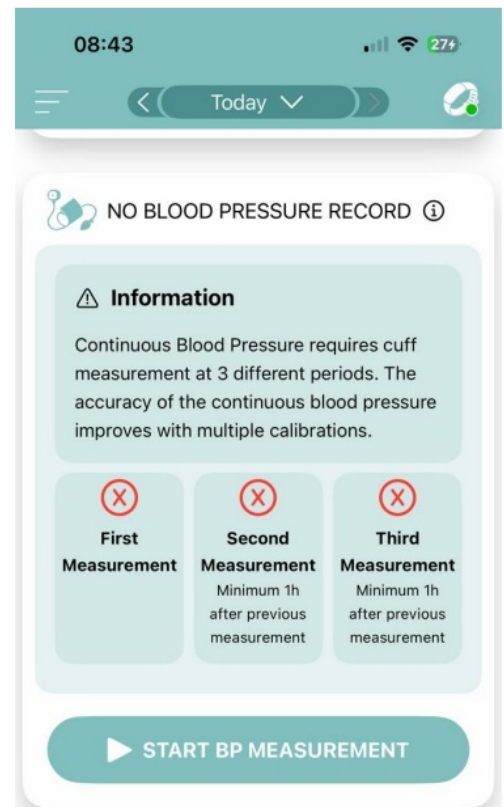 08:43
27
Today
NO BLOOD PRESSURE RECORD
Information
Continuous Blood Pressure requires cuff
measurement at 3 different periods. The
accuracy of the continuous blood pressure
improves with multiple calibrations.
First
Measurement
Second
Measurement
Minimum 1h
after previous
measurement
Third
Measurement
Minimum 1h
after previous
measurement
START BP MEASUREMENT